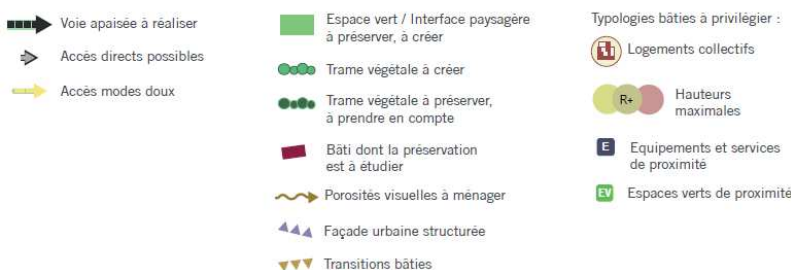 Voie apaisée à réaliser
Accès directs possibles
Accès modes doux
Espace vert / Interface paysagère
à préserver, à créer
Trame végétale à créer
Trame végétale à préserver,
à prendre en compte
Bâti dont la préservation
est à étudier
Porosités visuelles à ménager
Façade urbaine structurée
Transitions bâties
Typologies bâties à privilégier :
Logements collectifs
R+
Hauteurs
maximales
E
Equipements et services
de proximité
EV
Espaces verts de proximité